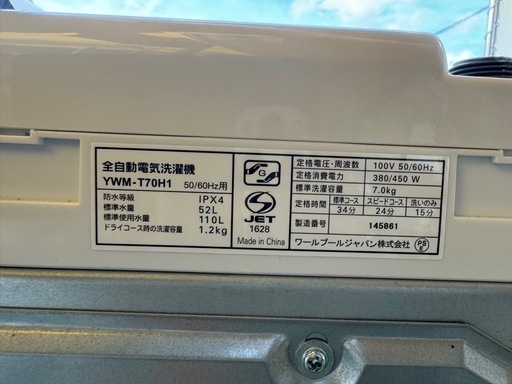 全自動電気洗濯機
YWM-T70H1 50/60Hz用
防水等級 IPX4
標準水量 52L
標準使用水量 110L
ドライコース時の洗濯容量 1.2kg
G
JET
1628
Made in China
定格電圧・周波数 100V 50/60Hz
定格消費電力 380/450 W
標準洗濯容量 7.0kg
定格時間 標準コース スピードコース 洗いのみ
34分 24分 15分
製造番号 145861
ワールプールジャパン株式会社 PSE